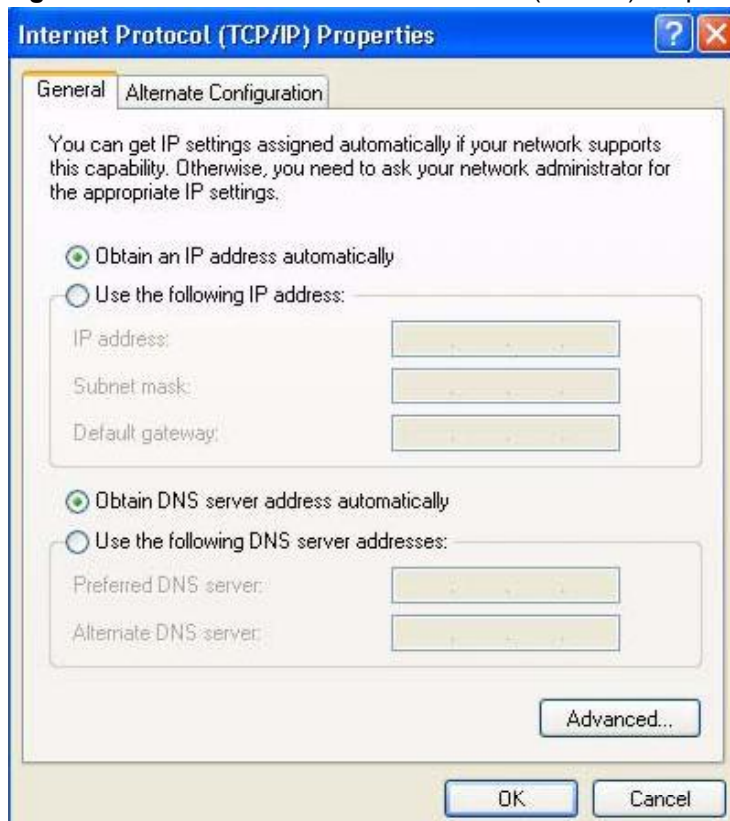 Internet Protocol (TCP/IP) Properties
General
Alternate Configuration
You can get IP settings assigned automatically if your network supports
this capability. Otherwise, you need to ask your network administrator for
the appropriate IP settings.
Obtain an IP address automatically
Use the following IP address:
IP address:
Subnet mask:
Default gateway:
Obtain DNS server address automatically
Use the following DNS server addresses:
Preferred DNS server:
Alternate DNS server:
Advanced...
OK
Cancel